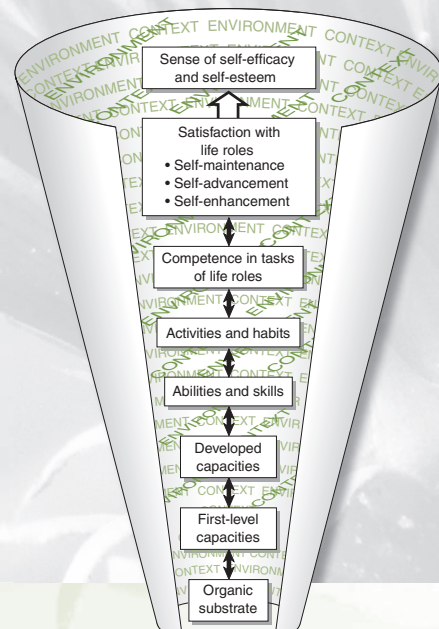 ENVIRONMENT CONTEXT ENVIRONMENT CONTEXT ENVIRONMENT
Sense of self-efficacy
and self-esteem
Satisfaction with
life roles
• Self-maintenance
• Self-advancement
• Self-enhancement
Competence in tasks
of life roles
Activities and habits
Abilities and skills
Developed
capacities
First-level
capacities
Organic
substrate